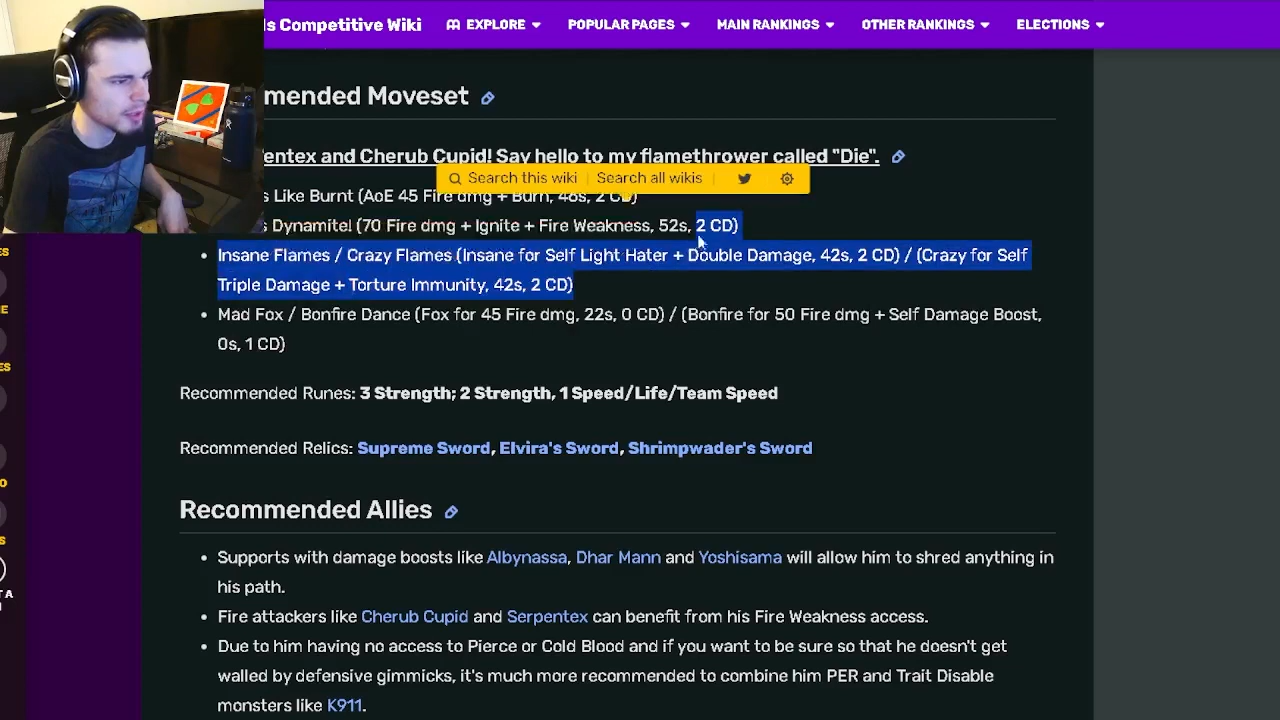 ls Competitive Wiki EXPLORE POPULAR PAGES MAIN RANKINGS OTHER RANKINGS ELECTIONS
mended Moveset
entex and Cherub Cupid! Say hello to my flamethrower called "Die".
Search this wiki Search all wikis
s Like Burnt (AoE 45 Fire dmg + Burn, 46s, 2 CD)
s Dynamitel (70 Fire dmg + Ignite + Fire Weakness, 52s, 2 CD)
Insane Flames / Crazy Flames (Insane for Self Light Hater + Double Damage, 42s, 2 CD) / (Crazy for Self
Triple Damage + Torture Immunity, 42s, 2 CD)
Mad Fox / Bonfire Dance (Fox for 45 Fire dmg, 22s, 0 CD) / (Bonfire for 50 Fire dmg + Self Damage Boost,
0s, 1 CD)
Recommended Runes: 3 Strength; 2 Strength, 1 Speed/Life/Team Speed
Recommended Relics: Supreme Sword, Elvira's Sword, Shrimpwader's Sword
Recommended Allies
Supports with damage boosts like Albynassa, Dhar Mann and Yoshisama will allow him to shred anything in
his path.
Fire attackers like Cherub Cupid and Serpentex can benefit from his Fire Weakness access.
Due to him having no access to Pierce or Cold Blood and if you want to be sure so that he doesn't get
walled by defensive gimmicks, it's much more recommended to combine him PER and Trait Disable
monsters like K911.